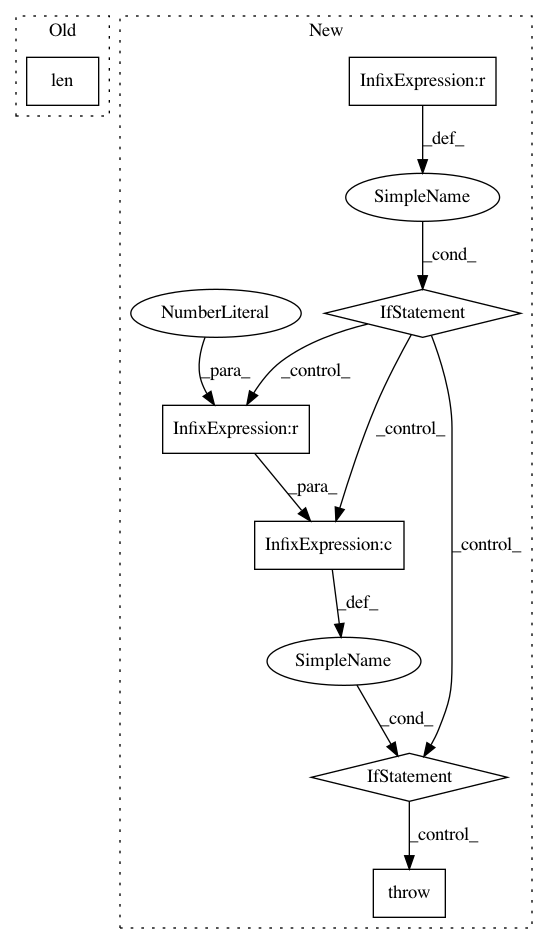 Old
New
len
InfixExpression:r
_def_
SimpleName
_cond_
NumberLiteral
IfStatement
_para_
_control_
InfixExpression:r
_control_
_para_
InfixExpression:c
_control_
_def_
SimpleName
_cond_
IfStatement
_control_
throw